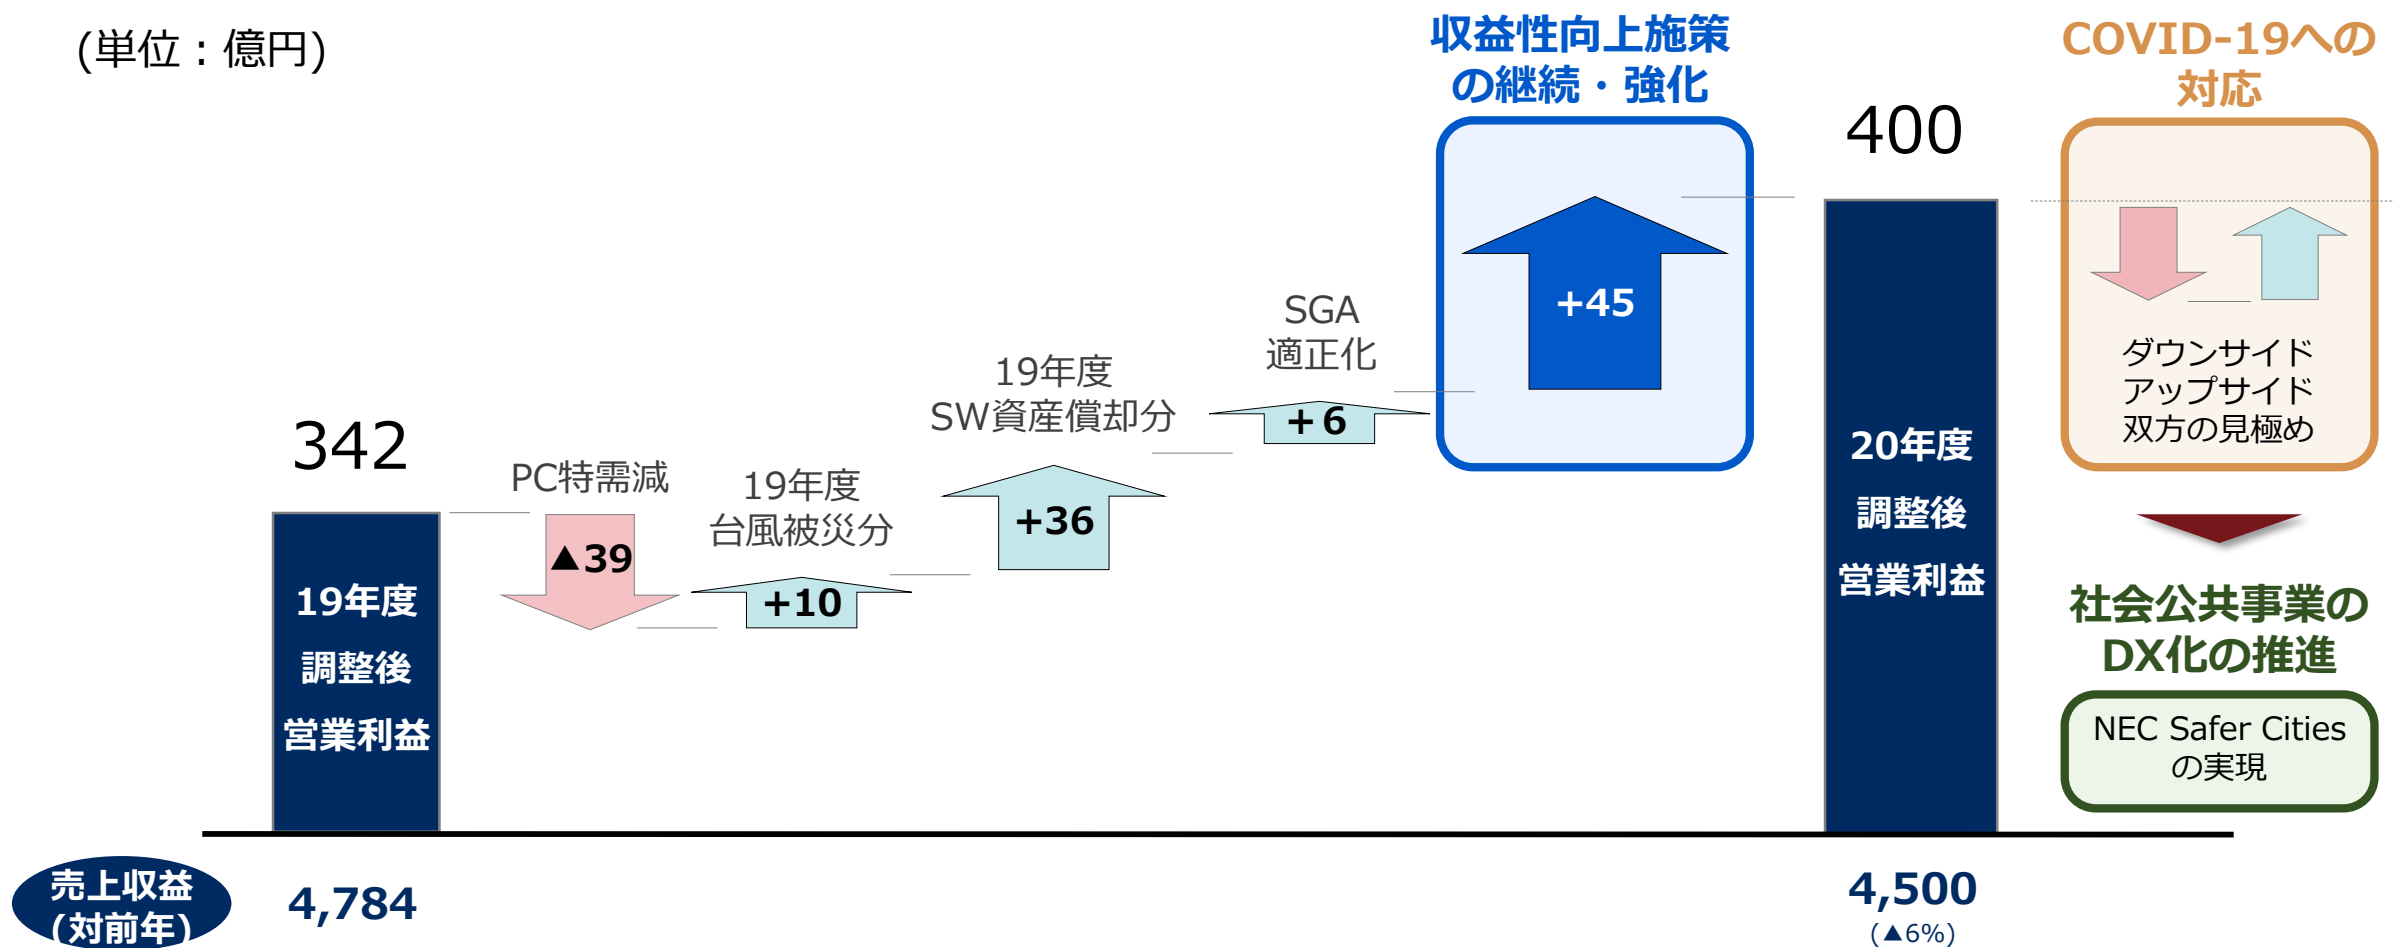 (単位：億円)
収益性向上施策
の継続・強化
COVID-19への
対応
342
PC特需減
▲39
19年度
台風被災分
+10
19年度
SW資産償却分
+36
SGA
適正化
+6
+45
400
ダウンサイド
アップサイド
双方の見極め
19年度
調整後
営業利益
20年度
調整後
営業利益
社会公共事業の
DX化の推進
NEC Safer Cities
の実現
売上収益
(対前年)
4,784
4,500
(▲6%)